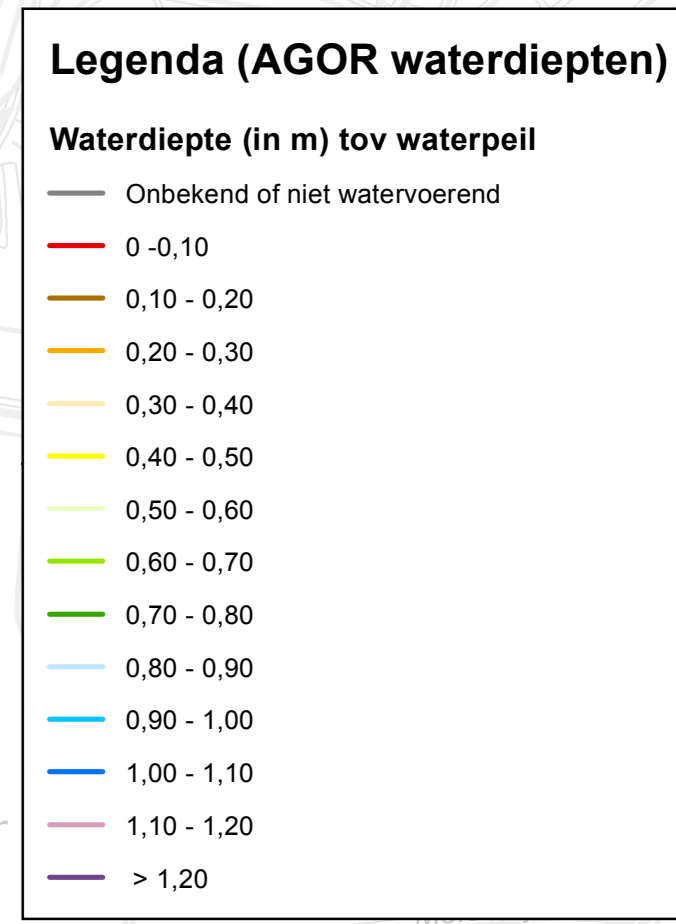 Legenda (AGOR waterdiepten)
Waterdiepte (in m) tov waterpeil
Onbekend of niet watervoerend
0 -0,10
0,10 - 0,20
0,20 - 0,30
0,30 - 0,40
0,40 - 0,50
0,50 - 0,60
0,60 - 0,70
0,70 - 0,80
0,80 - 0,90
0,90 - 1,00
1,00 - 1,10
1,10 - 1,20
> 1,20